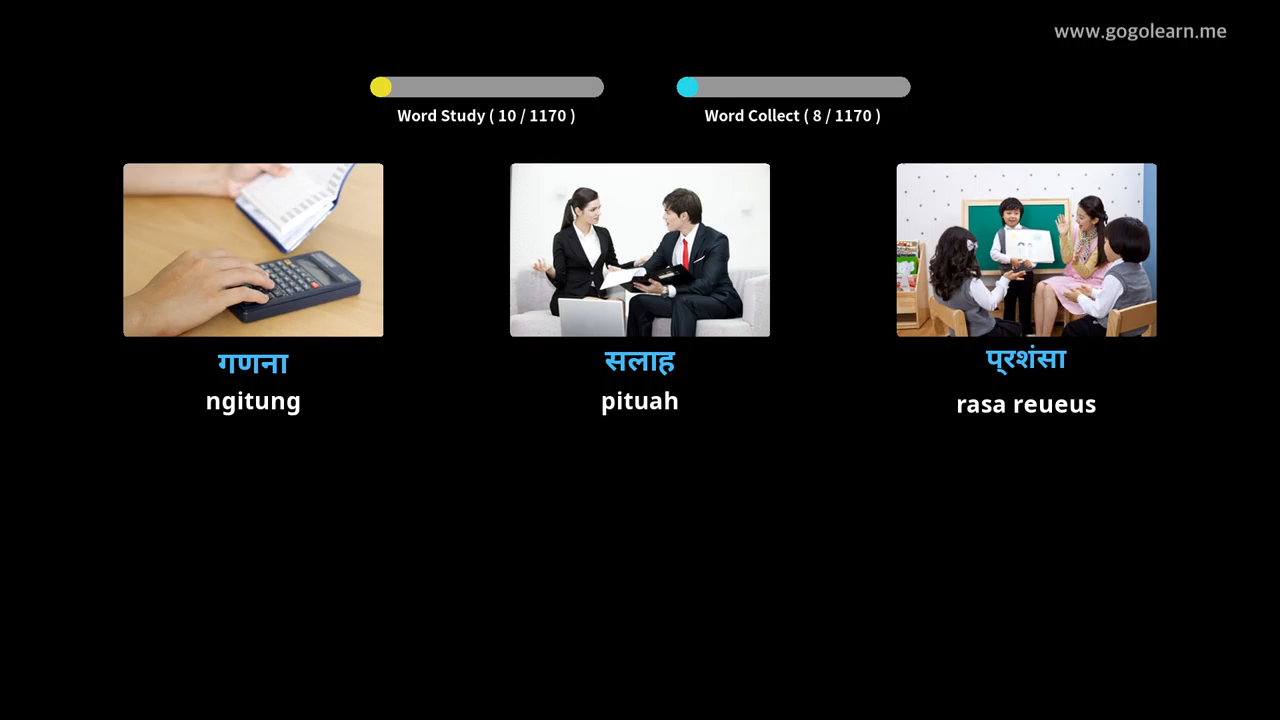 www.gogolearn.me
Word Study ( 10 / 1170 )
Word Collect ( 8 / 1170 )
गणना
सलाह
प्रशंसा
ngitung
pituah
rasa reueus